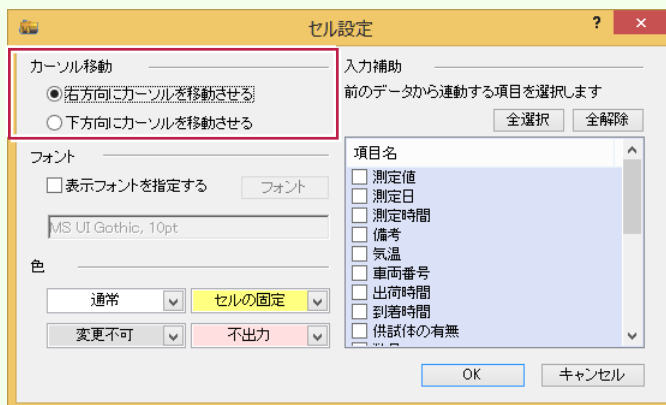 セル設定
? ×
カーソル移動
右方向にカーソルを移動させる
下方向にカーソルを移動させる
フォント
表示フォントを指定する
フォント
MS UI Gothic, 10pt
色
通常
セルの固定
変更不可
不出力
入力補助
前のデータから連動する項目を選択します
全選択
全解除
項目名
測定値
測定日
測定時間
備考
気温
車両番号
出荷時間
到着時間
供試体の有無
OK
キャンセル